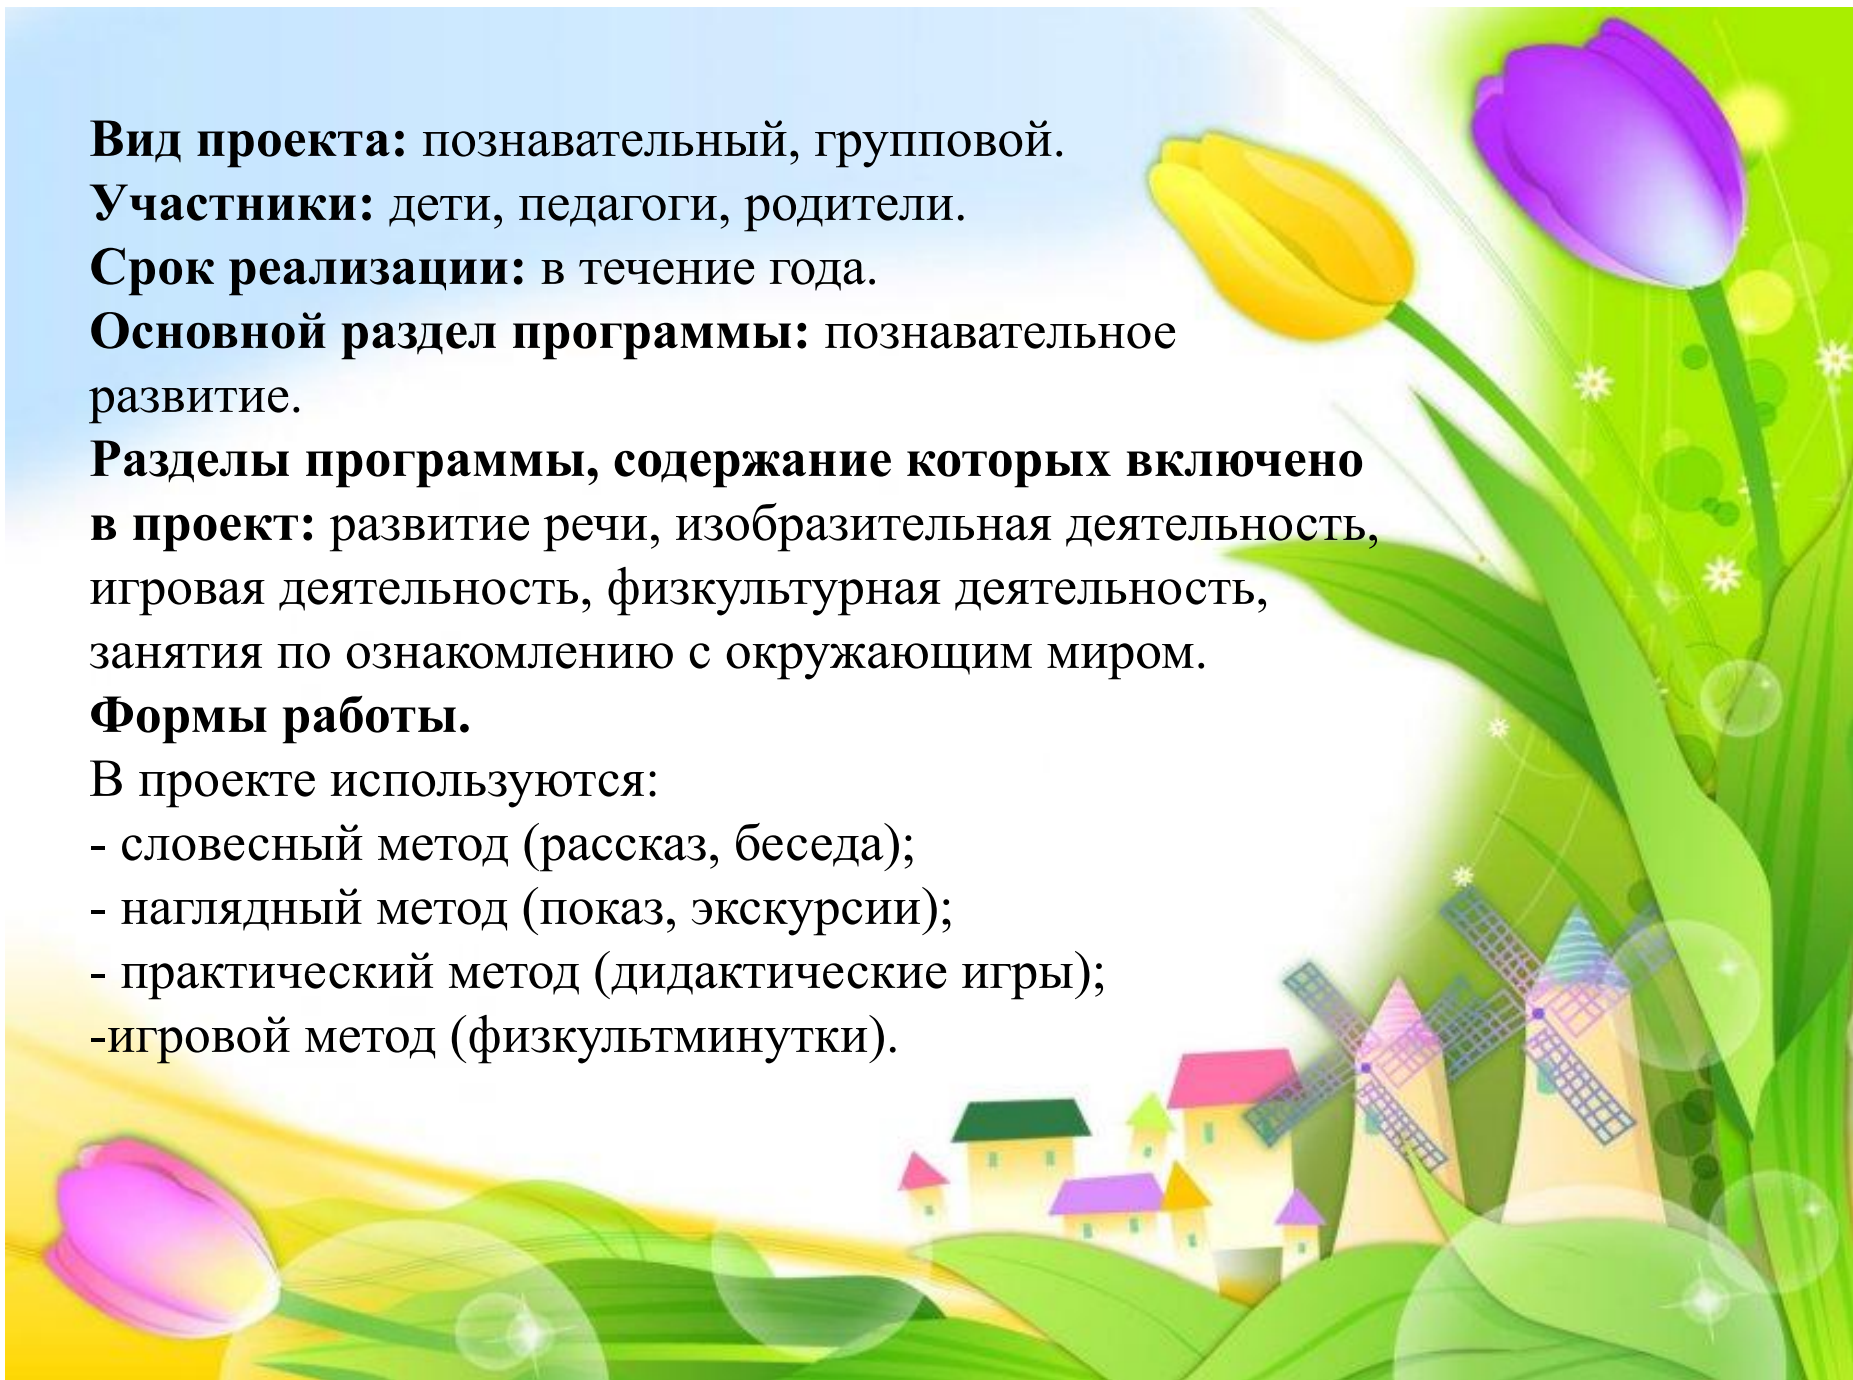 Вид проекта: познавательный, групповой.
Участники: дети, педагоги, родители.
Срок реализации: в течение года.
Основной раздел программы: познавательное
развитие.
Разделы программы, содержание которых включено
в проект: развитие речи, изобразительная деятельность,
игровая деятельность, физкультурная деятельность,
занятия по ознакомлению с окружающим миром.
Формы работы.
В проекте используются:
- словесный метод (рассказ, беседа);
- наглядный метод (показ, экскурсии);
- практический метод (дидактические игры);
-игровой метод (физкультминутки).